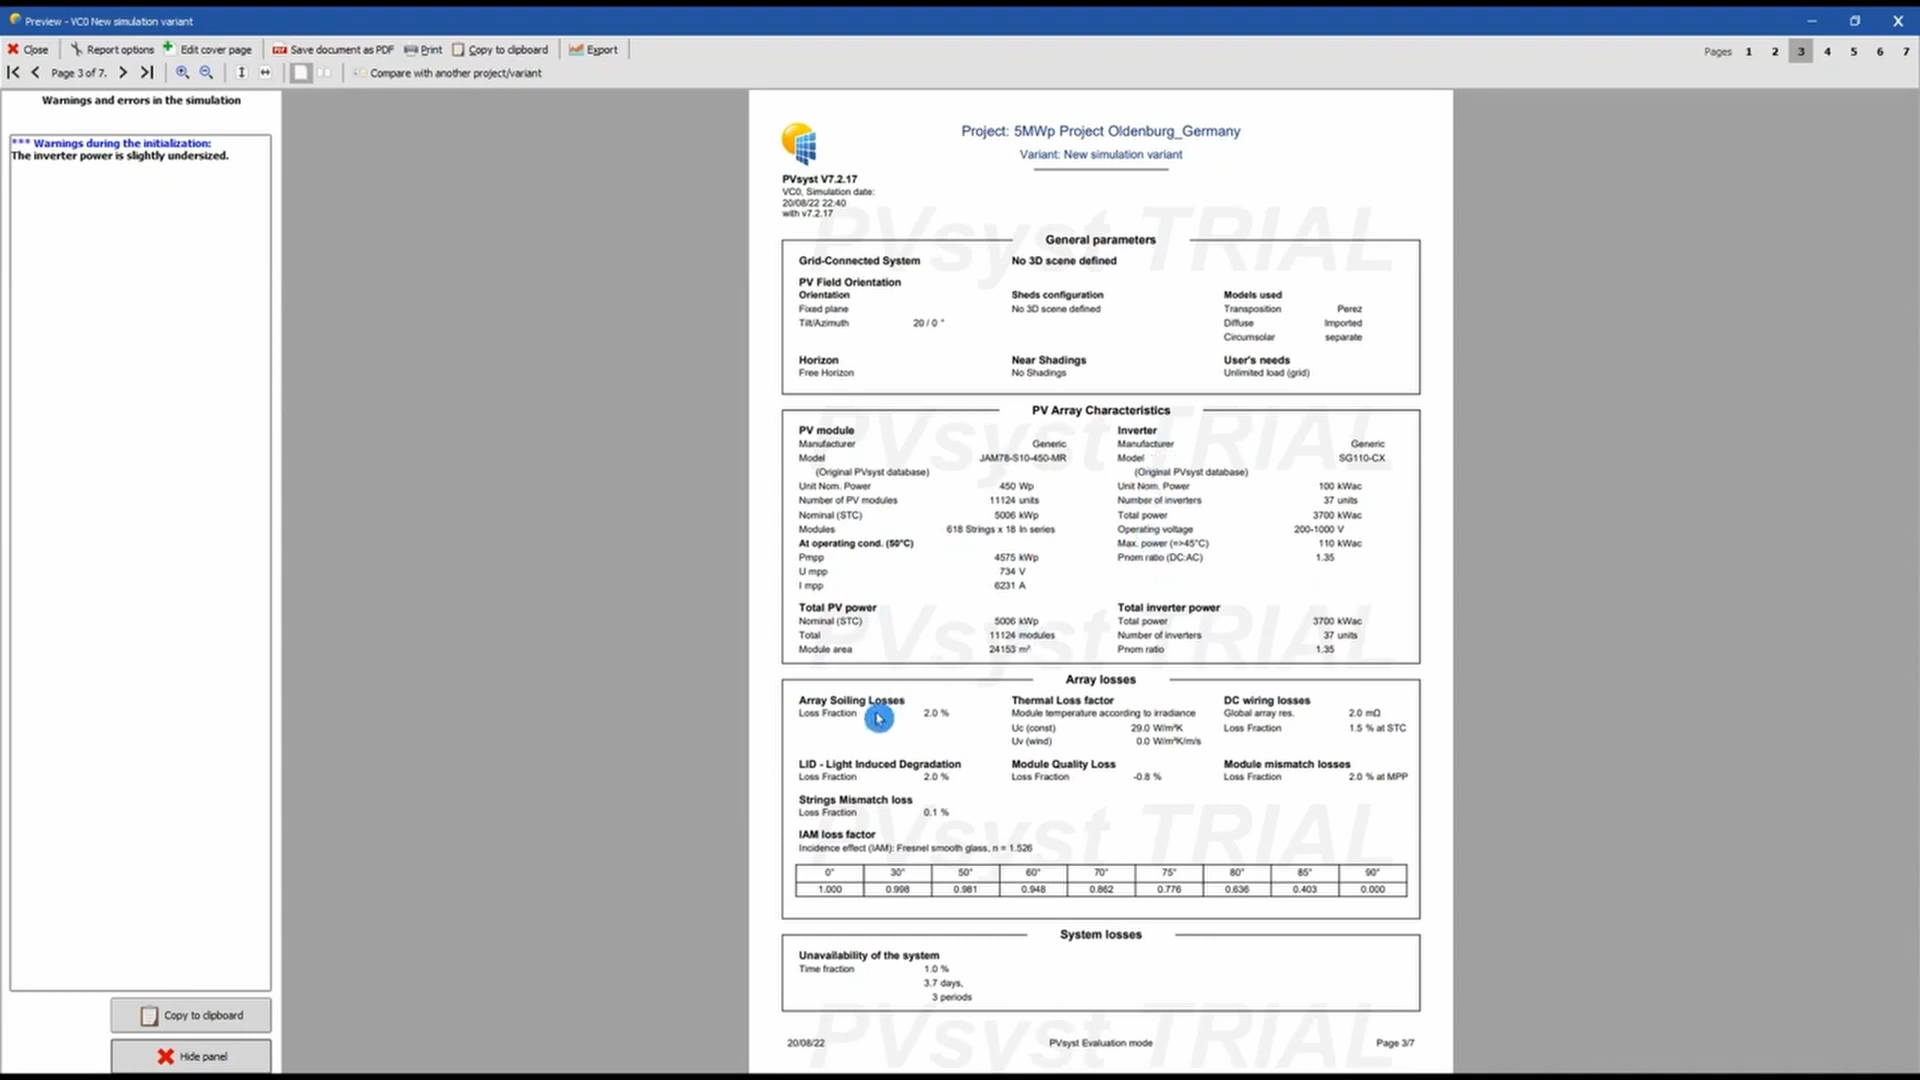 Preview - VC0 New simulation variant
Close Report options Edit cover page Save document as PDF Print Copy to clipboard Export Pages 1 2 3 4 5 6 7
Page 3 of 7. Compare with another project/variant
Warnings and errors in the simulation
*** Warnings during the initialization:
The inverter power is slightly undersized.
Copy to clipboard
Hide panel
Project: 5MWp Project Oldenburg_Germany
Variant: New simulation variant
PVsyst V7.2.17
VC0, Simulation date:
20/08/22 22:40
with v7.2.17
PVsyst TRIAL
General parameters
Grid-Connected System No 3D scene defined
PV Field Orientation
Orientation Sheds configuration Models used
Fixed plane No 3D scene defined Transposition Perez
Tilt/Azimuth 20 / 0 ° Diffuse Imported
Circumsolar separate
Horizon Near Shadings User's needs
Free Horizon No Shadings Unlimited load (grid)
PVsyst TRIAL
PV Array Characteristics
PV module Inverter
Manufacturer Generic Manufacturer Generic
Model JAM78-S10-450-MR Model SG110-CX
(Original PVsyst database) (Original PVsyst database)
Unit Nom. Power 450 Wp Unit Nom. Power 100 kWac
Number of PV modules 11124 units Number of inverters 37 units
Nominal (STC) 5006 kWp Total power 3700 kWac
Modules 618 Strings x 18 In series Operating voltage 200-1000 V
At operating cond. (50°C) Max. power (=>45°C) 110 kWac
Pmpp 4575 kWp Pnom ratio (DC:AC) 1.35
U mpp 734 V
I mpp 6231 A
Total PV power Total inverter power
Nominal (STC) 5006 kWp Total power 3700 kWac
Total 11124 modules Number of inverters 37 units
Module area 24153 m² Pnom ratio 1.35
PVsyst TRIAL
Array losses
Array Soiling Losses Thermal Loss factor DC wiring losses
Loss Fraction 2.0 % Module temperature according to irradiance Global array res. 2.0 mΩ
Uc (const) 29.0 W/m²K Loss Fraction 1.5 % at STC
Uv (wind) 0.0 W/m²K/m/s
LID - Light Induced Degradation Module Quality Loss Module mismatch losses
Loss Fraction 2.0 % Loss Fraction -0.8 % Loss Fraction 2.0 % at MPP
Strings Mismatch loss
Loss Fraction 0.1 %
PVsyst TRIAL
IAM loss factor
Incidence effect (IAM): Fresnel smooth glass, n = 1.526
0° 30° 50° 60° 70° 75° 80° 85° 90°
1.000 0.998 0.981 0.948 0.862 0.776 0.636 0.403 0.000
System losses
Unavailability of the system
Time fraction 1.0 %
3.7 days,
3 periods
PVsyst TRIAL
20/08/22 PVsyst Evaluation mode Page 3/7